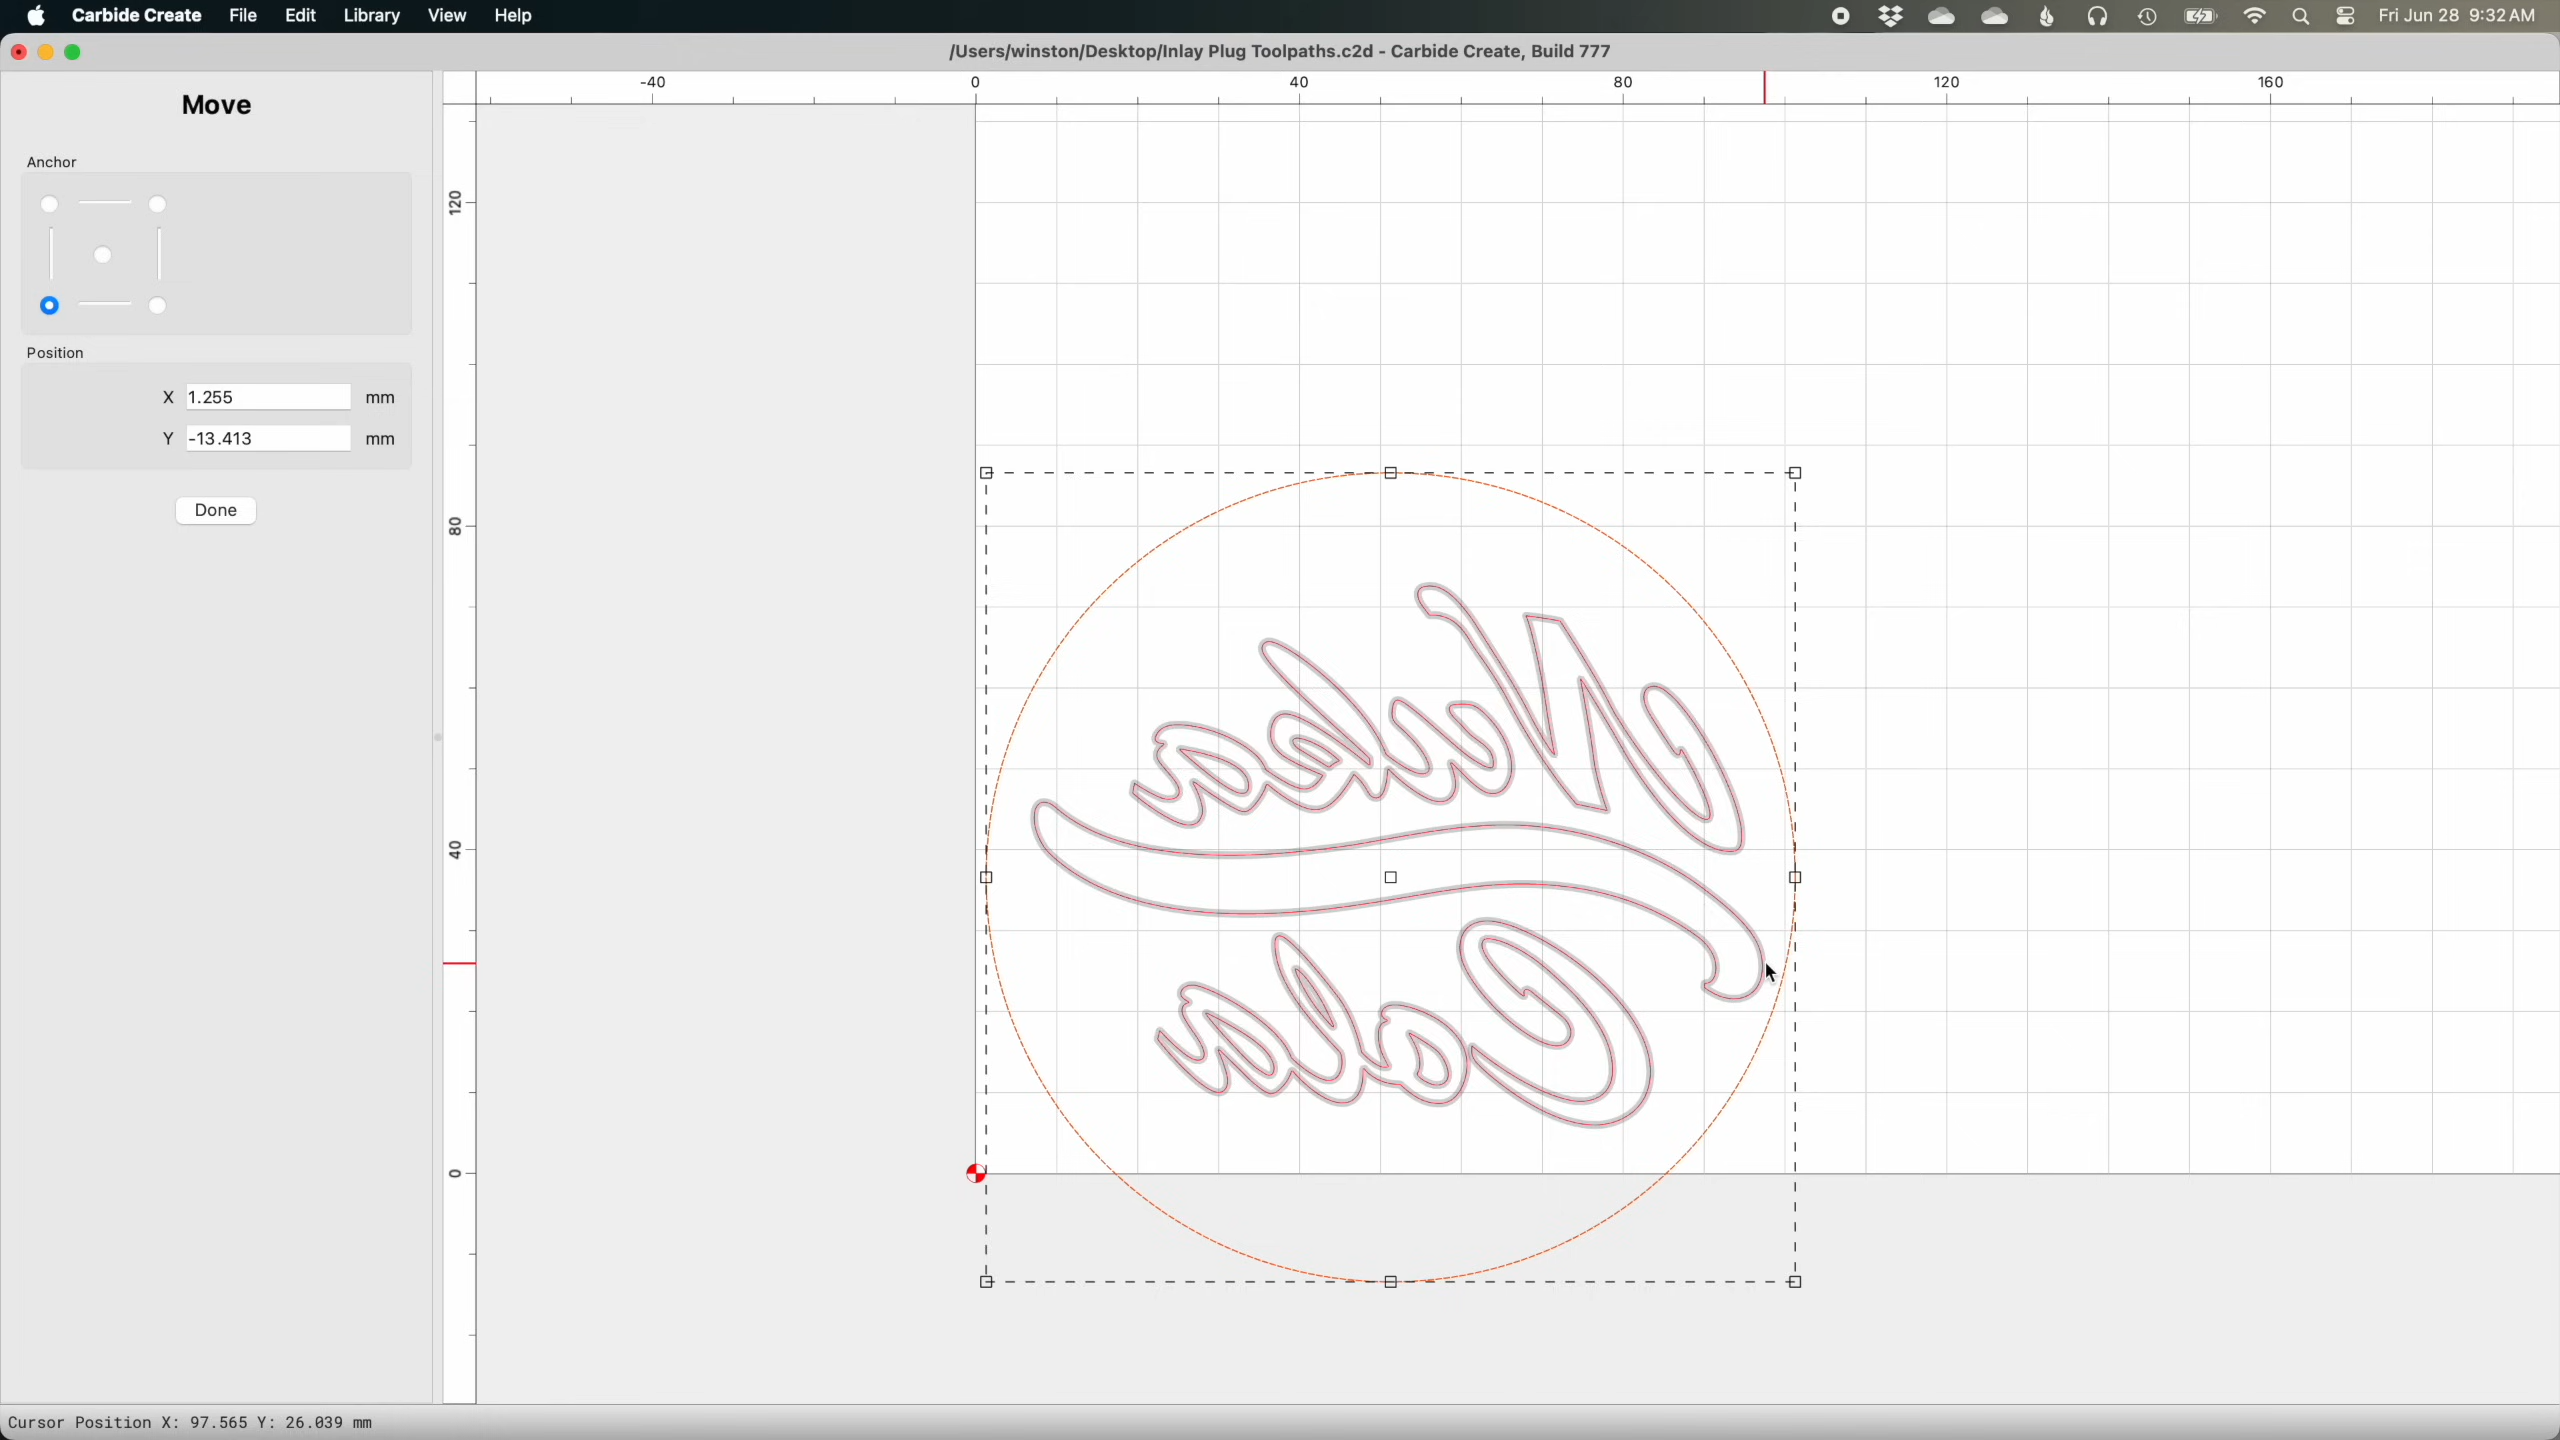 Carbide Create File Edit Library View Help Fri Jun 28 9:32 AM
/Users/winston/Desktop/Inlay Plug Toolpaths.c2d - Carbide Create, Build 777
Move
Anchor
Position
X 1.255 mm
Y -13.413 mm
Done
-40 0 40 80 120 160
120
80
40
0
Nuka
Cola
Cursor Position X: 97.565 Y: 26.039 mm